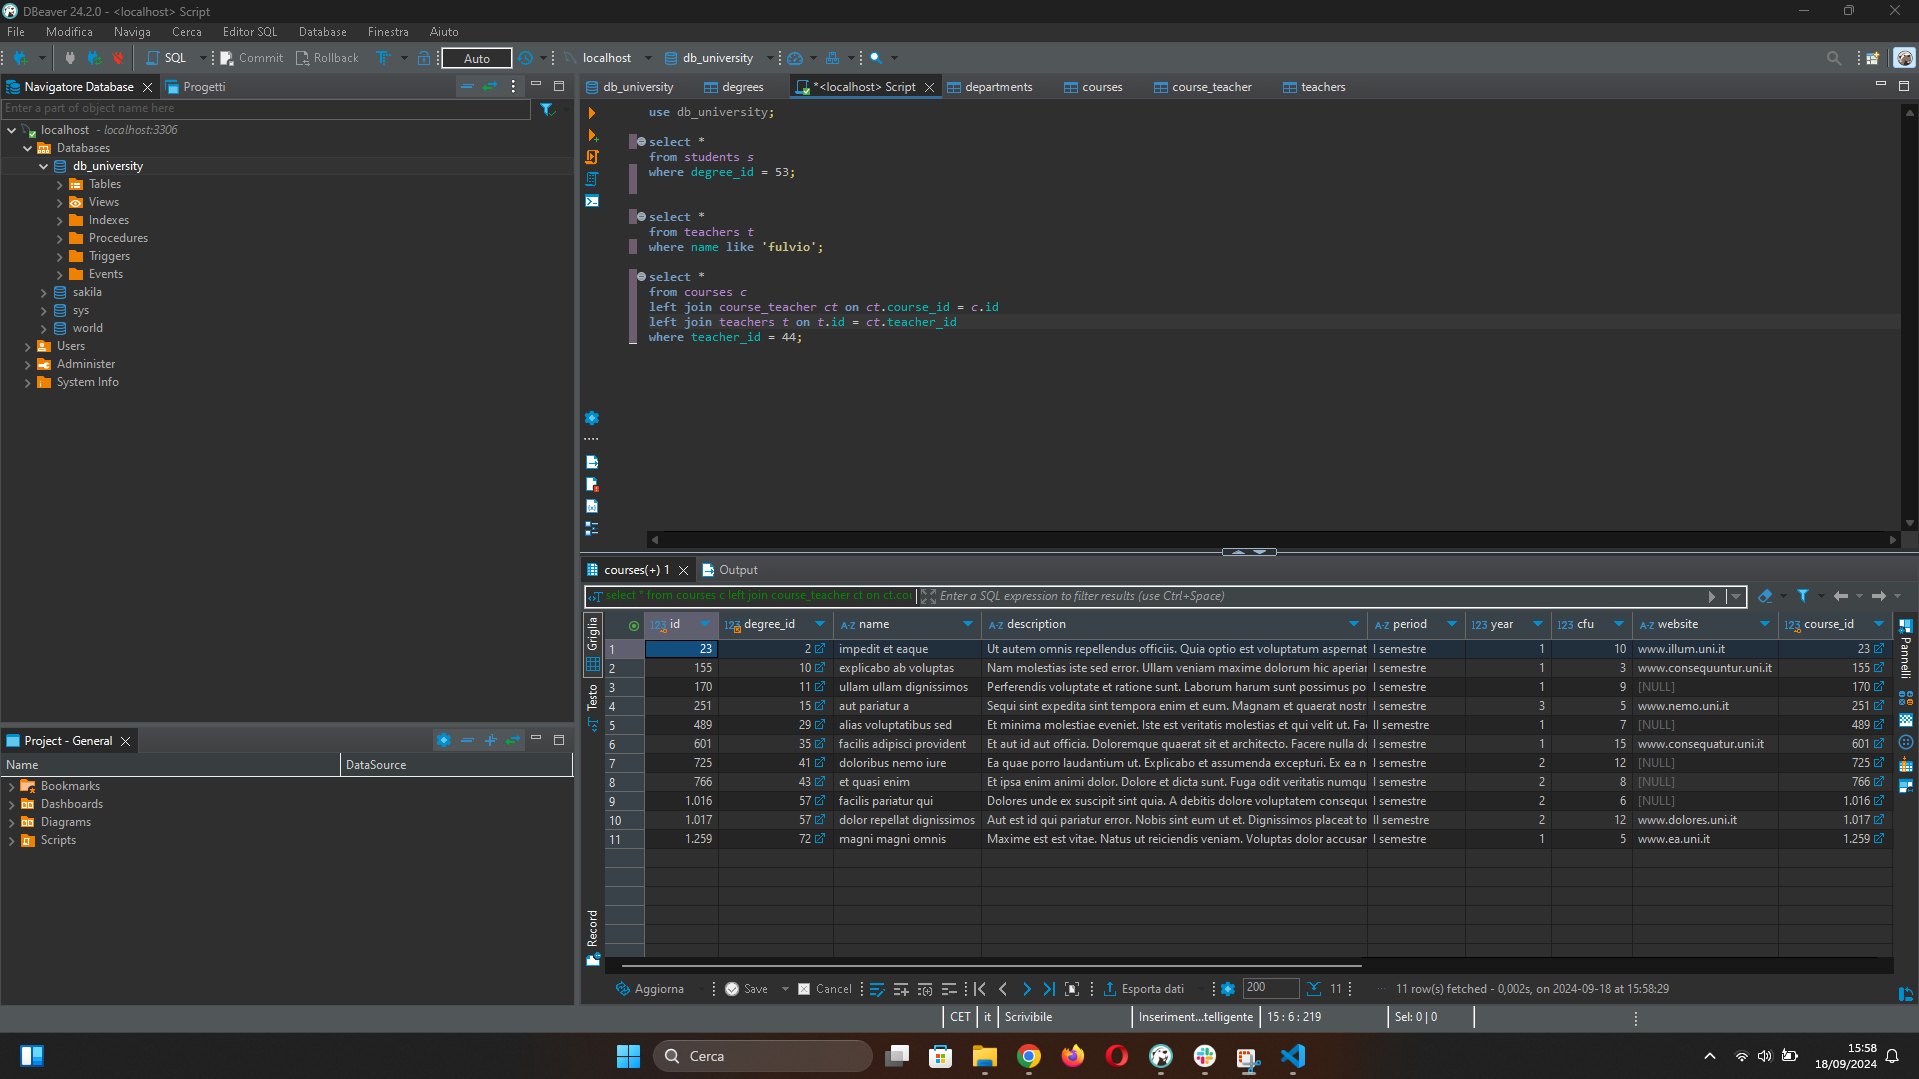 DBeaver 24.2.0 - <localhost> Script
File Modifica Naviga Cerca Editor SQL Database Finestra Aiuto
SQL Commit Rollback Auto localhost db_university
Navigatore Database Progetti
Enter a part of object name here
localhost - localhost:3306
Databases
db_university
Tables
Views
Indexes
Procedures
Triggers
Events
sakila
sys
world
Users
Administer
System Info
Project - General
Name DataSource
Bookmarks
Dashboards
Diagrams
Scripts
db_university degrees *<localhost> Script departments courses course_teacher teachers
use db_university;
select *
from students s
where degree_id = 53;
select *
from teachers t
where name like 'fulvio';
select *
from courses c
left join course_teacher ct on ct.course_id = c.id
left join teachers t on t.id = ct.teacher_id
where teacher_id = 44;
courses(+) 1 Output
select * from courses c left join course_teacher ct on ct.cou Enter a SQL expression to filter results (use Ctrl+Space)
Griglia
Testo
Record
Pannelli
123 id 123 degree_id A-Z name A-Z description A-Z period 123 year 123 cfu A-Z website 123 course_id
1 23 2 impedit et eaque Ut autem omnis repellendus officiis. Quia optio est voluptatum aspernat I semestre 1 10 www.illum.uni.it 23
2 155 10 explicabo ab voluptas Nam molestias iste sed error. Ullam veniam maxime dolorum hic aperiar I semestre 1 3 www.consequuntur.uni.it 155
3 170 11 ullam ullam dignissimos Perferendis voluptate et ratione sunt. Laborum harum sunt possimus po I semestre 1 9 [NULL] 170
4 251 15 aut pariatur a Sequi sint expedita sint tempora enim et eum. Magnam et quaerat nostr I semestre 3 5 www.nemo.uni.it 251
5 489 29 alias voluptatibus sed Et minima molestiae eveniet. Iste est veritatis molestias et qui velit ut. Fac II semestre 1 7 [NULL] 489
6 601 35 facilis adipisci provident Et aut id aut officia. Doloremque quaerat sit et architecto. Facere nulla do I semestre 1 15 www.consequatur.uni.it 601
7 725 41 doloribus nemo iure Ea quae porro laudantium ut. Explicabo et assumenda excepturi. Ex ea n I semestre 2 12 [NULL] 725
8 766 43 et quasi enim Et ipsa enim animi dolor. Dolore et dicta sunt. Fuga odit veritatis numqu I semestre 2 8 [NULL] 766
9 1.016 57 facilis pariatur qui Dolores unde ex suscipit sint quia. A debitis dolore voluptatem consequ I semestre 2 6 [NULL] 1.016
10 1.017 57 dolor repellat dignissimos Aut est id qui pariatur error. Nobis sint eum ut et. Dignissimos placeat to II semestre 2 12 www.dolores.uni.it 1.017
11 1.259 72 magni magni omnis Maxime est est vitae. Natus ut reiciendis veniam. Voluptas dolor accusar I semestre 1 5 www.ea.uni.it 1.259
Aggiorna Save Cancel Esporta dati 200 11 11 row(s) fetched - 0,002s, on 2024-09-18 at 15:58:29
CET it Scrivibile Inseriment...telligente 15 : 6 : 219 Sel: 0 | 0
Cerca
15:58
18/09/2024